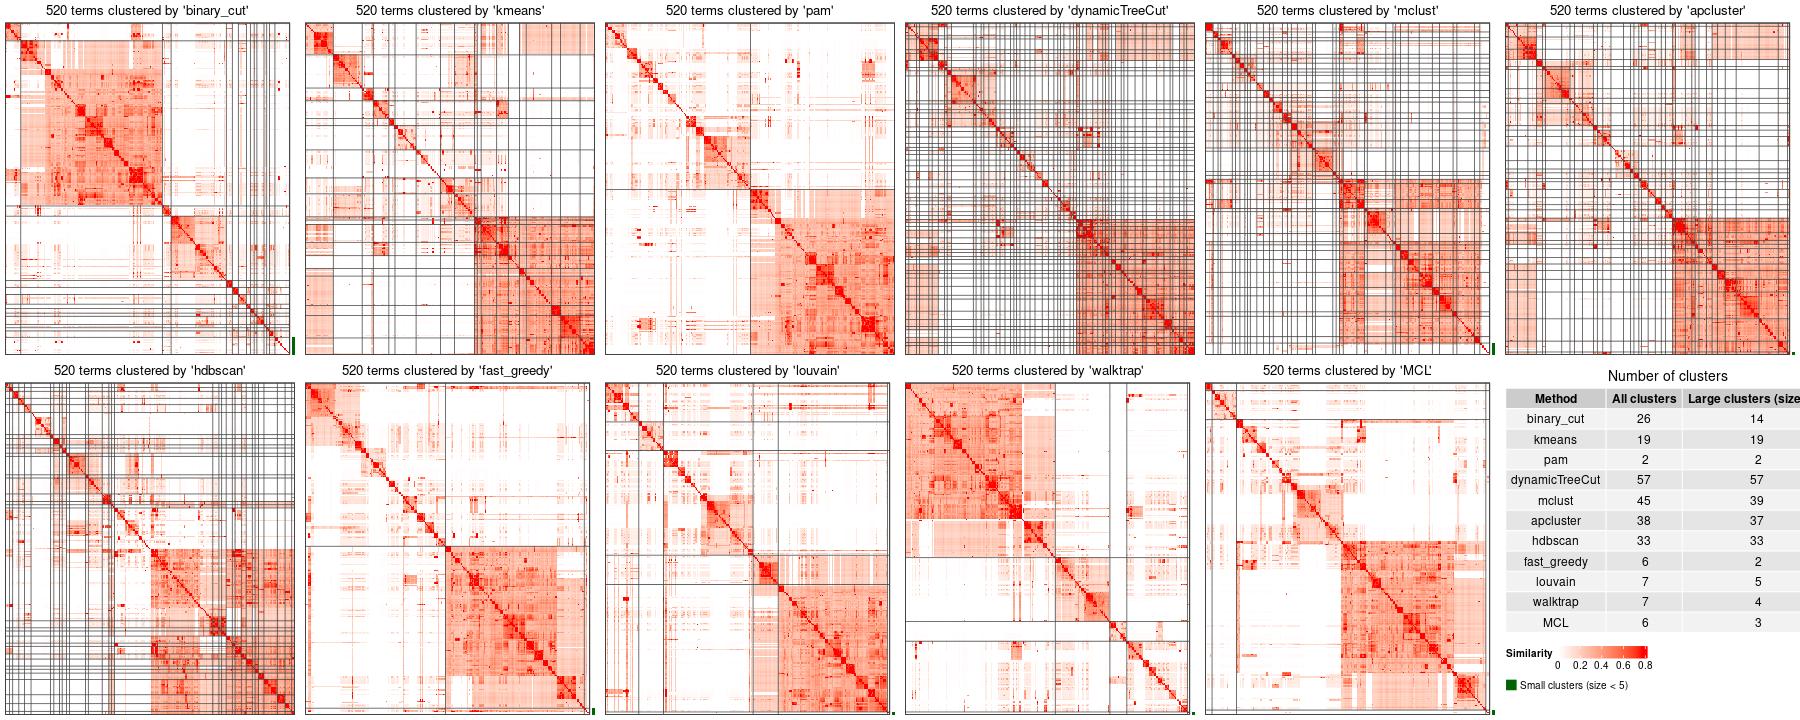 520 terms clustered by 'binary_cut'
520 terms clustered by 'kmeans'
520 terms clustered by 'pam'
520 terms clustered by 'dynamicTreeCut'
520 terms clustered by 'mclust'
520 terms clustered by 'apcluster'
520 terms clustered by 'hdbscan'
520 terms clustered by 'fast_greedy'
520 terms clustered by 'louvain'
520 terms clustered by 'walktrap'
520 terms clustered by 'MCL'
Number of clusters
Method All clusters Large clusters (size
binary_cut 26 14
kmeans 19 19
pam 2 2
dynamicTreeCut 57 57
mclust 45 39
apcluster 38 37
hdbscan 33 33
fast_greedy 6 2
louvain 7 5
walktrap 7 4
MCL 6 3
Similarity
0 0.2 0.4 0.6 0.8
Small clusters (size < 5)